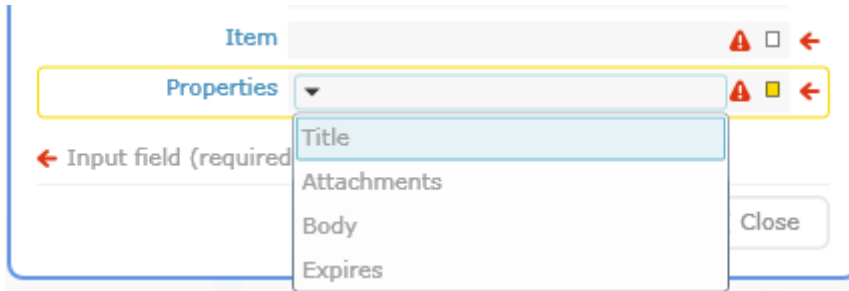 Item
Properties
Title
← Input field (required
Attachments
Body
Close
Expires